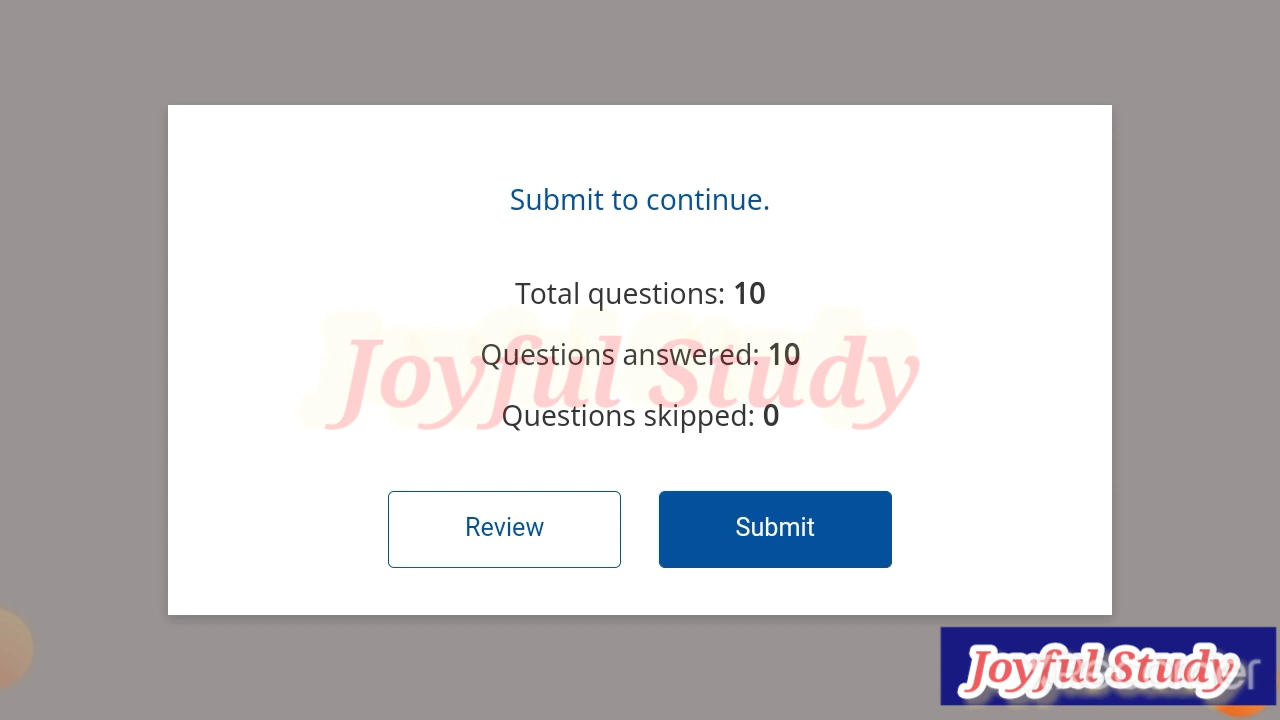 Submit to continue.
Total questions: 10
Joyful Study
Questions answered: 10
Questions skipped: 0
Review
Submit
Joyful Study